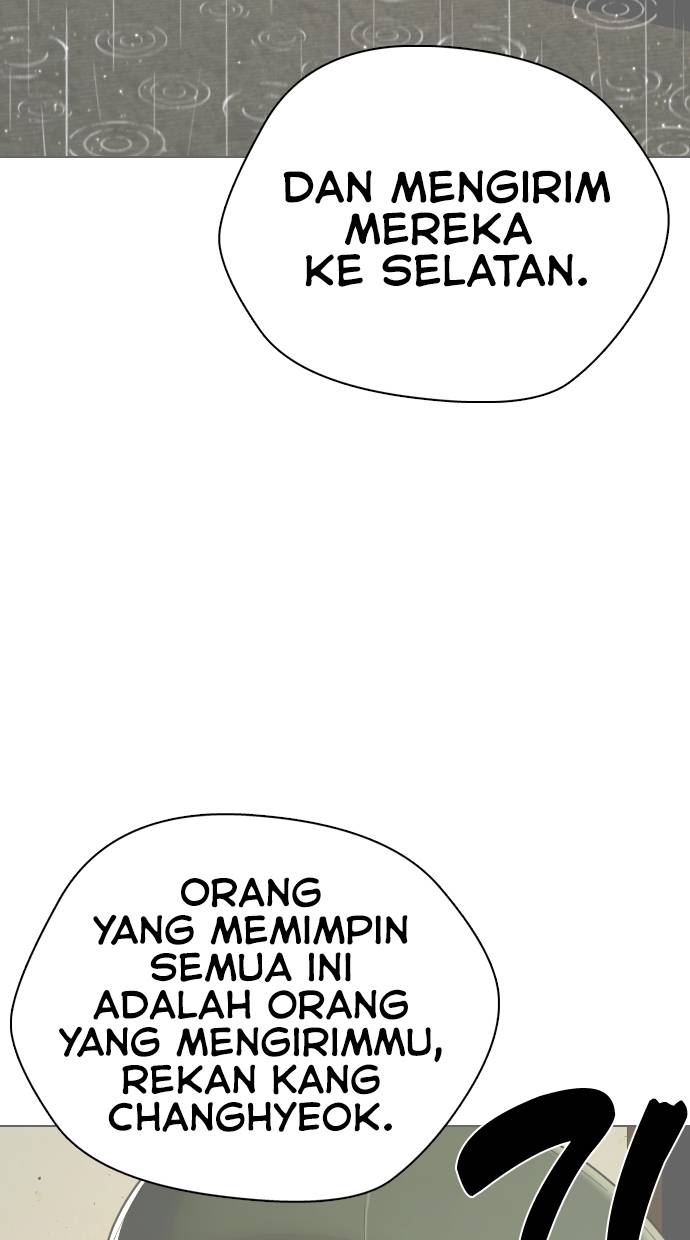 DAN MENGIRIM
MEREKA
KE SELATAN.
ORANG
YANG MEMIMPIN
SEMUA INI
ADALAH ORANG
YANG MENGIRIMMU,
REKAN KANG
CHANGHYEOK.